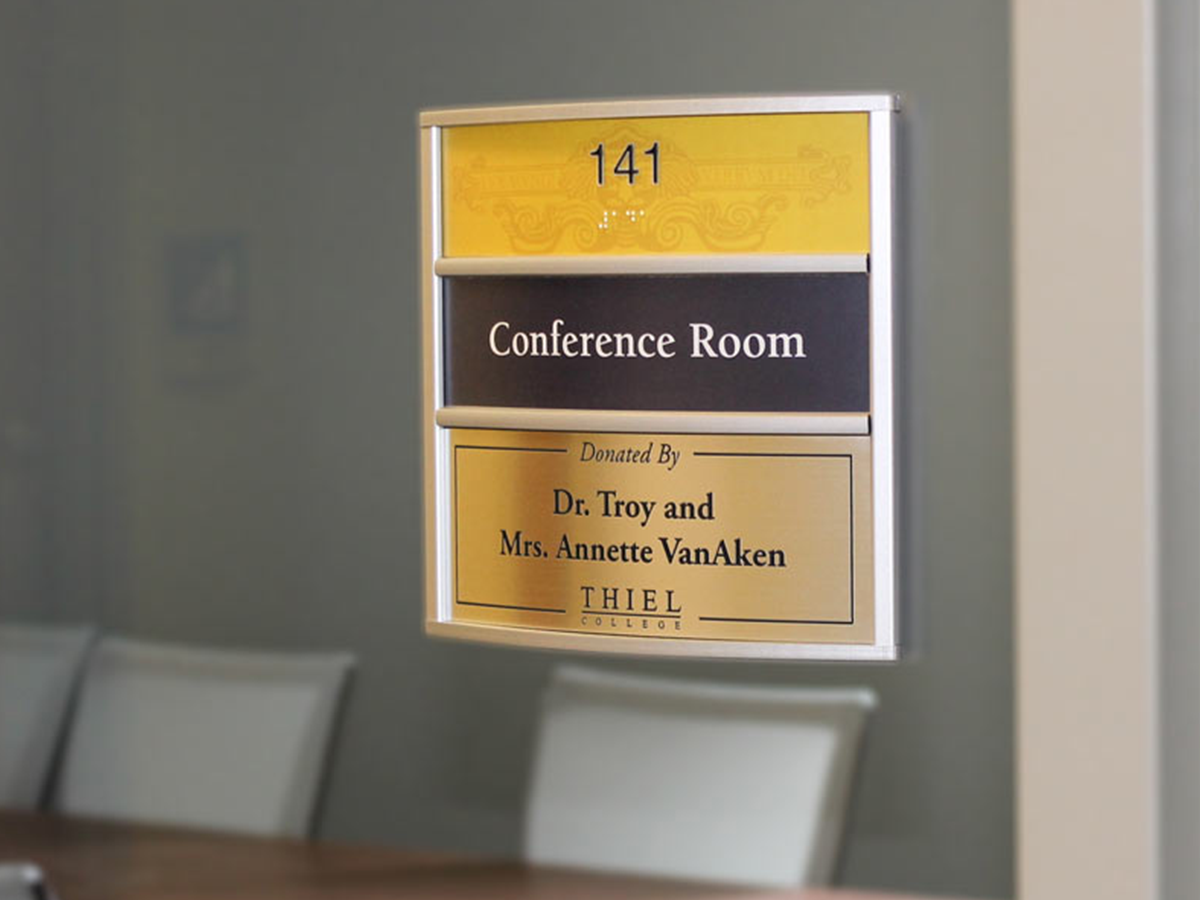 141
⠼⠁⠙⠁
Conference Room
Donated By
Dr. Troy and
Mrs. Annette VanAken
THIEL
COLLEGE